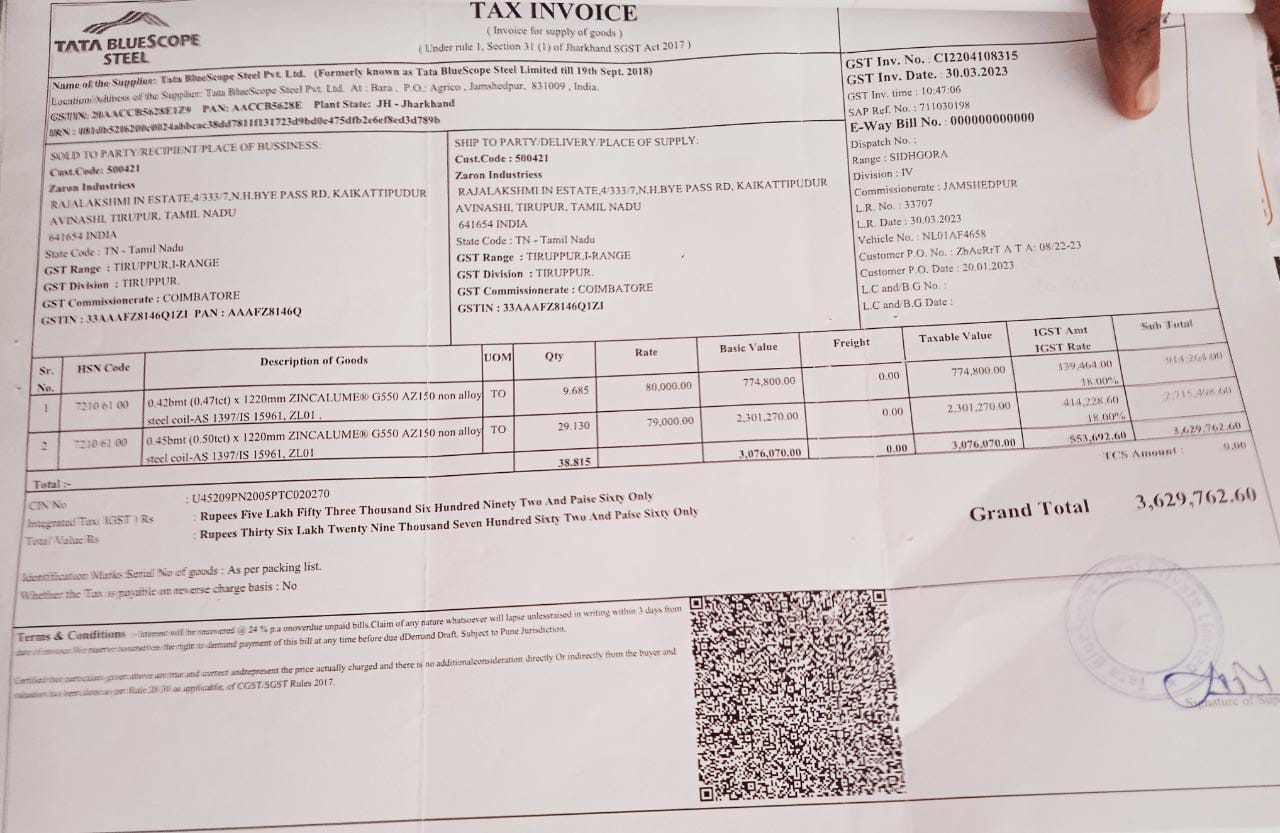 TATA BLUESCOPE
STEEL
TAX INVOICE
( Invoice for supply of goods )
( Under rule 1, Section 31 (1) of Jharkhand SGST Act 2017 )
Name of the Supplier: Tata BlueScope Steel Pvt. Ltd. (Formerly known as Tata BlueScope Steel Limited till 19th Sept. 2018)
Location/Address of the Supplier: Tata BlueScope Steel Pvt. Ltd. At : Bara , P.O.: Agrico , Jamshedpur, 831009 , India.
GSTIN: 20AACCB5628E1Z9 PAN: AACCB5628E Plant State: JH - Jharkhand
IRN :
GST Inv. No. : CI2204108315
GST Inv. Date. : 30.03.2023
GST Inv. time : 10:47:06
SAP Ref. No. : 711030198
E-Way Bill No. : 000000000000
Dispatch No. :
Range : SIDHGORA
Division : IV
Commissionerate : JAMSHEDPUR
L.R. No. : 33707
L.R. Date : 30.03.2023
Vehicle No. : NL01AF4658
Customer P.O. No. : ZbAcRrT A T A: 08/22-23
Customer P.O. Date : 20.01.2023
L.C and/B.G No. :
L.C and/B.G Date :
SOLD TO PARTY/RECIPIENT/PLACE OF BUSSINESS:
Cust.Code: 500421
Zaron Industriess
RAJALAKSHMI IN ESTATE,4/333/7,N.H.BYE PASS RD, KAIKATTIPUDUR
AVINASHI, TIRUPUR, TAMIL NADU
641654 INDIA
State Code : TN - Tamil Nadu
GST Range : TIRUPPUR,I-RANGE
GST Division : TIRUPPUR.
GST Commissionerate : COIMBATORE
GSTIN : 33AAAFZ8146Q1ZI PAN : AAAFZ8146Q
SHIP TO PARTY/DELIVERY/PLACE OF SUPPLY:
Cust.Code : 500421
Zaron Industriess
RAJALAKSHMI IN ESTATE,4/333/7,N.H.BYE PASS RD, KAIKATTIPUDUR
AVINASHI, TIRUPUR, TAMIL NADU
641654 INDIA
State Code : TN - Tamil Nadu
GST Range : TIRUPPUR,I-RANGE
GST Division : TIRUPPUR.
GST Commissionerate : COIMBATORE
GSTIN : 33AAAFZ8146Q1ZI
Sr. No. HSN Code Description of Goods UOM Qty Rate Basic Value Freight Taxable Value IGST Amt IGST Rate Sub Total
1 7210 61 00 0.42bmt (0.47tct) x 1220mm ZINCALUME® G550 AZ150 non alloy TO 9.685 80,000.00 774,800.00 0.00 774,800.00 139,464.00 914,264.00
steel coil-AS 1397/IS 15961, ZL01 . 18.00%
2 7210 61 00 0.45bmt (0.50tct) x 1220mm ZINCALUME® G550 AZ150 non alloy TO 29.130 79,000.00 2,301,270.00 0.00 2,301,270.00 414,228.60 2,715,498.60
steel coil-AS 1397/IS 15961, ZL01 18.00%
Total :- 38.815 3,076,070.00 0.00 3,076,070.00 553,692.60 3,629,762.60
TCS Amount : 0.00
CIN No : U45209PN2005PTC020270
Integrated Tax( IGST ) Rs : Rupees Five Lakh Fifty Three Thousand Six Hundred Ninety Two And Paise Sixty Only
Total Value Rs : Rupees Thirty Six Lakh Twenty Nine Thousand Seven Hundred Sixty Two And Paise Sixty Only
Grand Total 3,629,762.60
Identification Marks/Serial No of goods : As per packing list.
Whether the Tax is payable on reverse charge basis : No
Terms & Conditions :-Interest will be recovered @ 24 % p.a onoverdue unpaid bills.Claim of any nature whatsoever will lapse unlessraised in writing within 3 days from
date of invoice. the right to demand payment of this bill at any time before due dDemand Draft. Subject to Pune Jurisdiction.
Certified that particulars given above are true and correct andrepresent the price actually charged and there is no additionalconsideration directly Or indirectly from the buyer and
valuation has been done as per Rule as applicable, of CGST/SGST Rules 2017.
Signature of